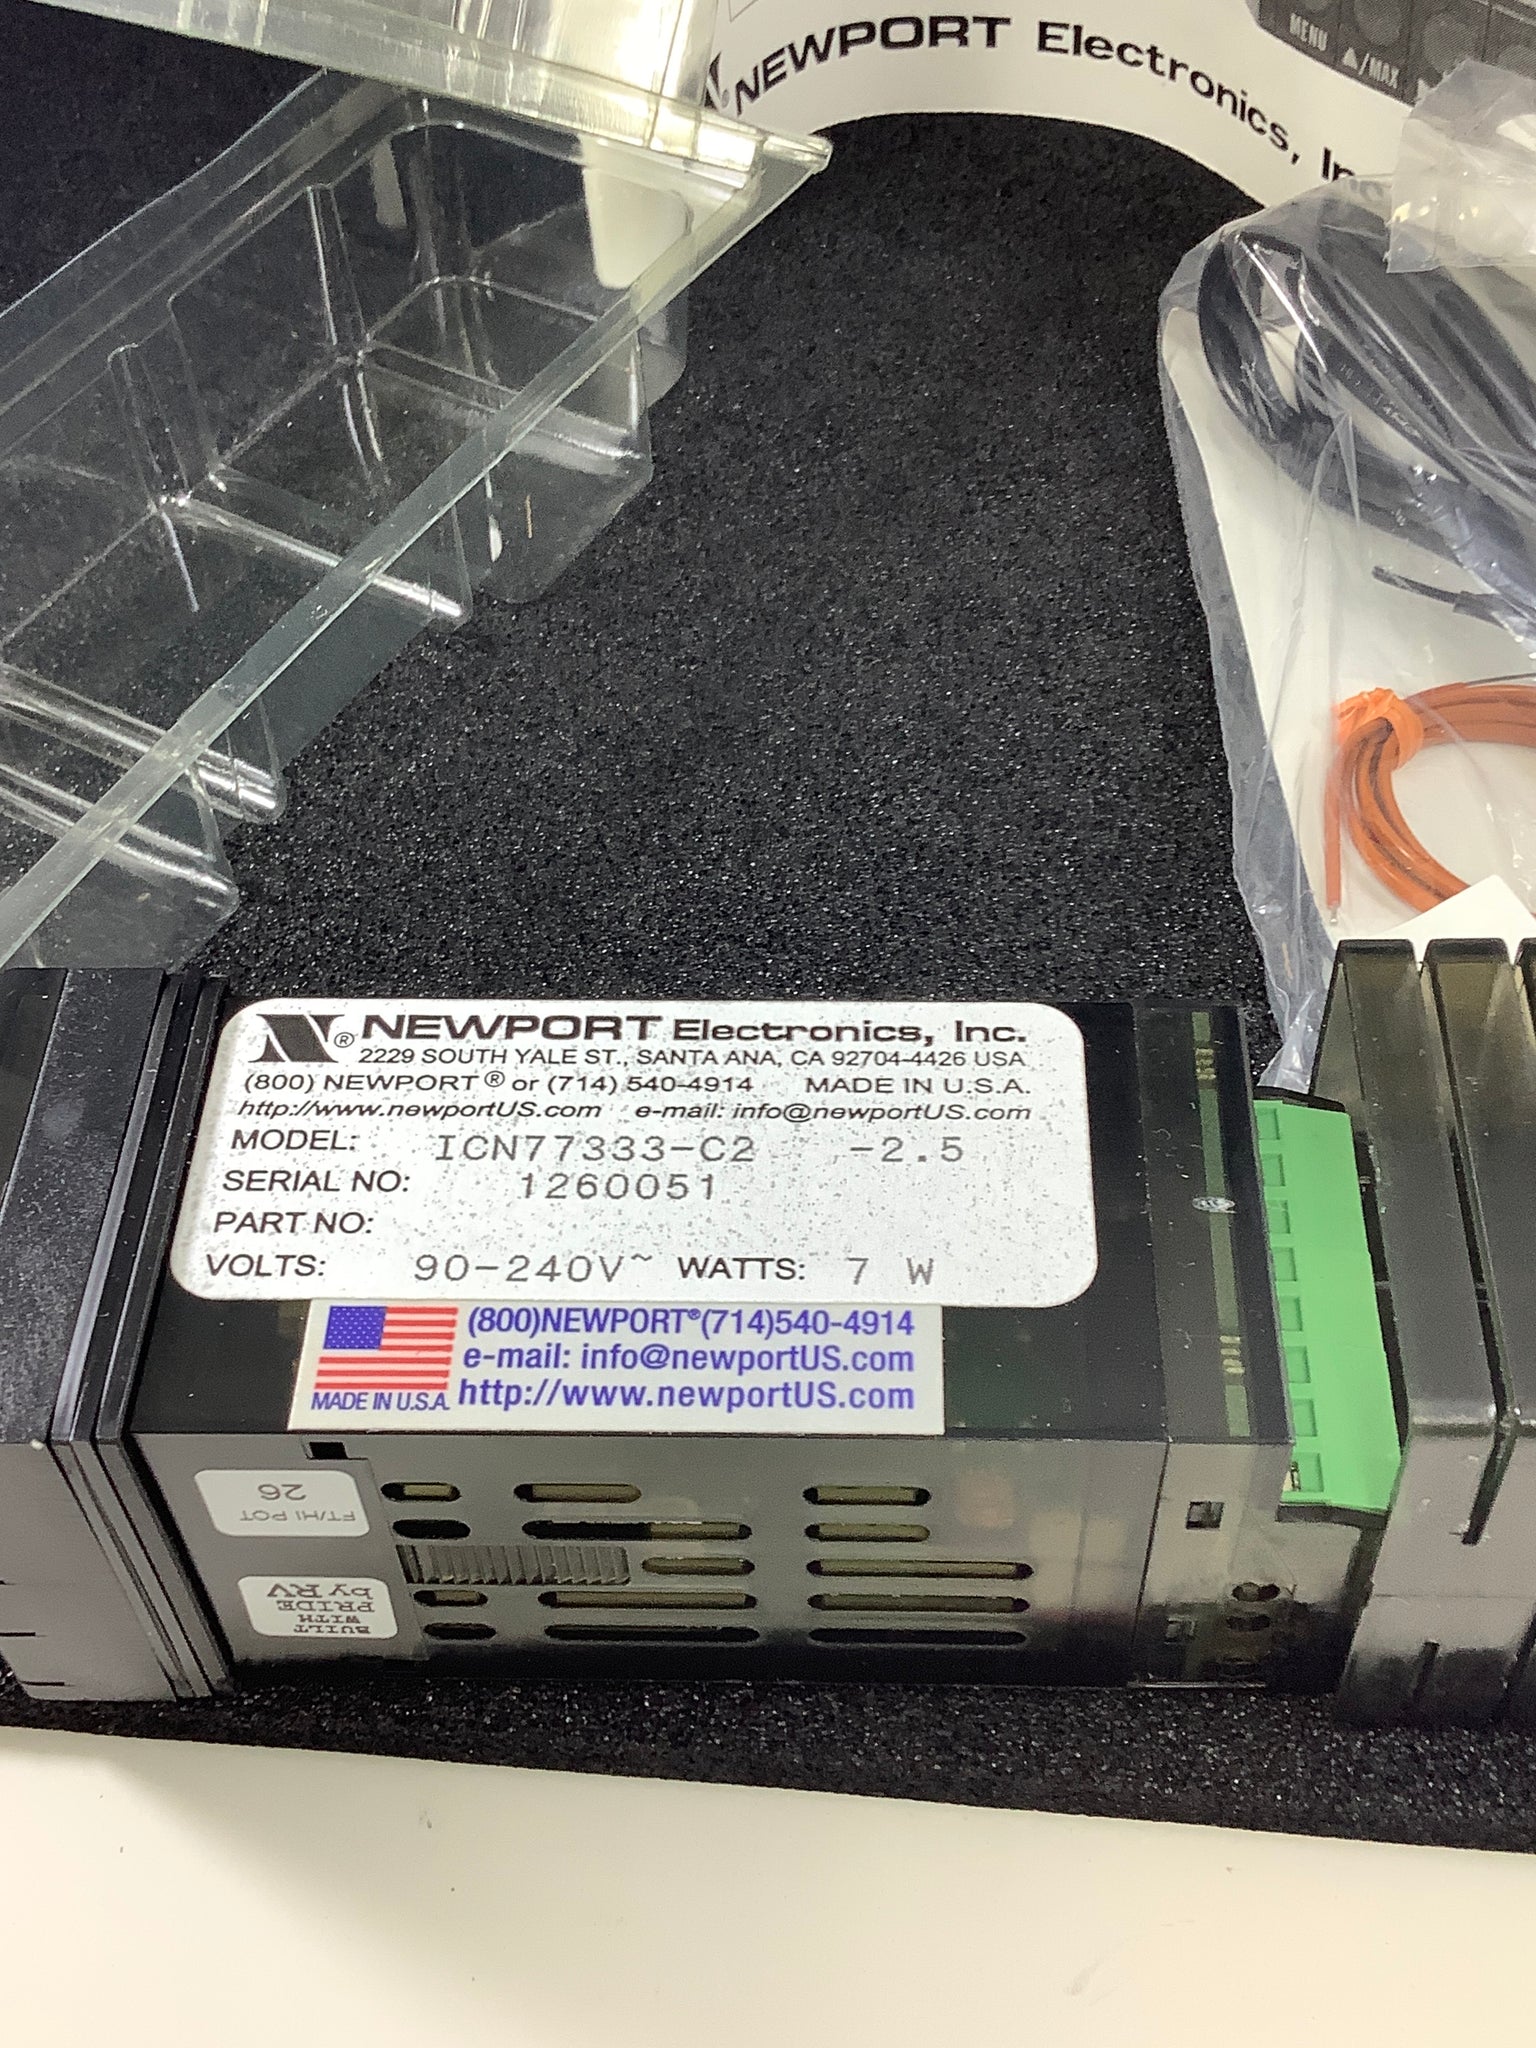 MENU
▲/MAX
NEWPORT Electronics, Inc.
N® NEWPORT Electronics, Inc.
2229 SOUTH YALE ST., SANTA ANA, CA 92704-4426 USA
(800) NEWPORT® or (714) 540-4914 MADE IN U.S.A.
http://www.newportUS.com e-mail: info@newportUS.com
MODEL: ICN77333-C2 -2.5
SERIAL NO: 1260051
PART NO:
VOLTS: 90-240V~ WATTS: 7 W
(800)NEWPORT®(714)540-4914
e-mail: info@newportUS.com
MADE IN U.S.A. http://www.newportUS.com
FT/HI POT
26
BUILT
WITH
PRIDE
by RV